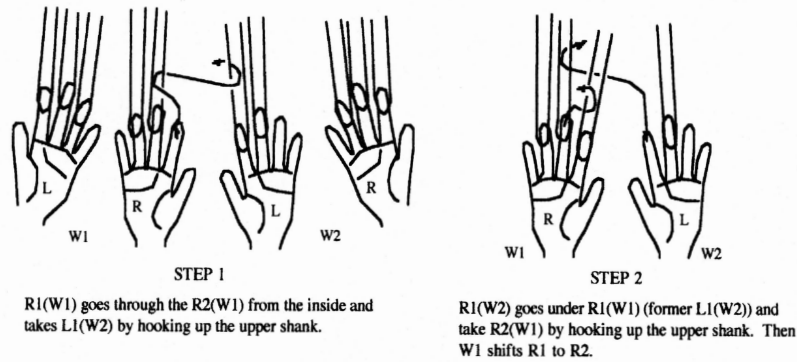 L
R
L
R
W1
W2
STEP 1
R1(W1) goes through the R2(W1) from the inside and
takes L1(W2) by hooking up the upper shank.
R
L
W1
W2
STEP 2
R1(W2) goes under R1(W1) (former L1(W2)) and
take R2(W1) by hooking up the upper shank. Then
W1 shifts R1 to R2.